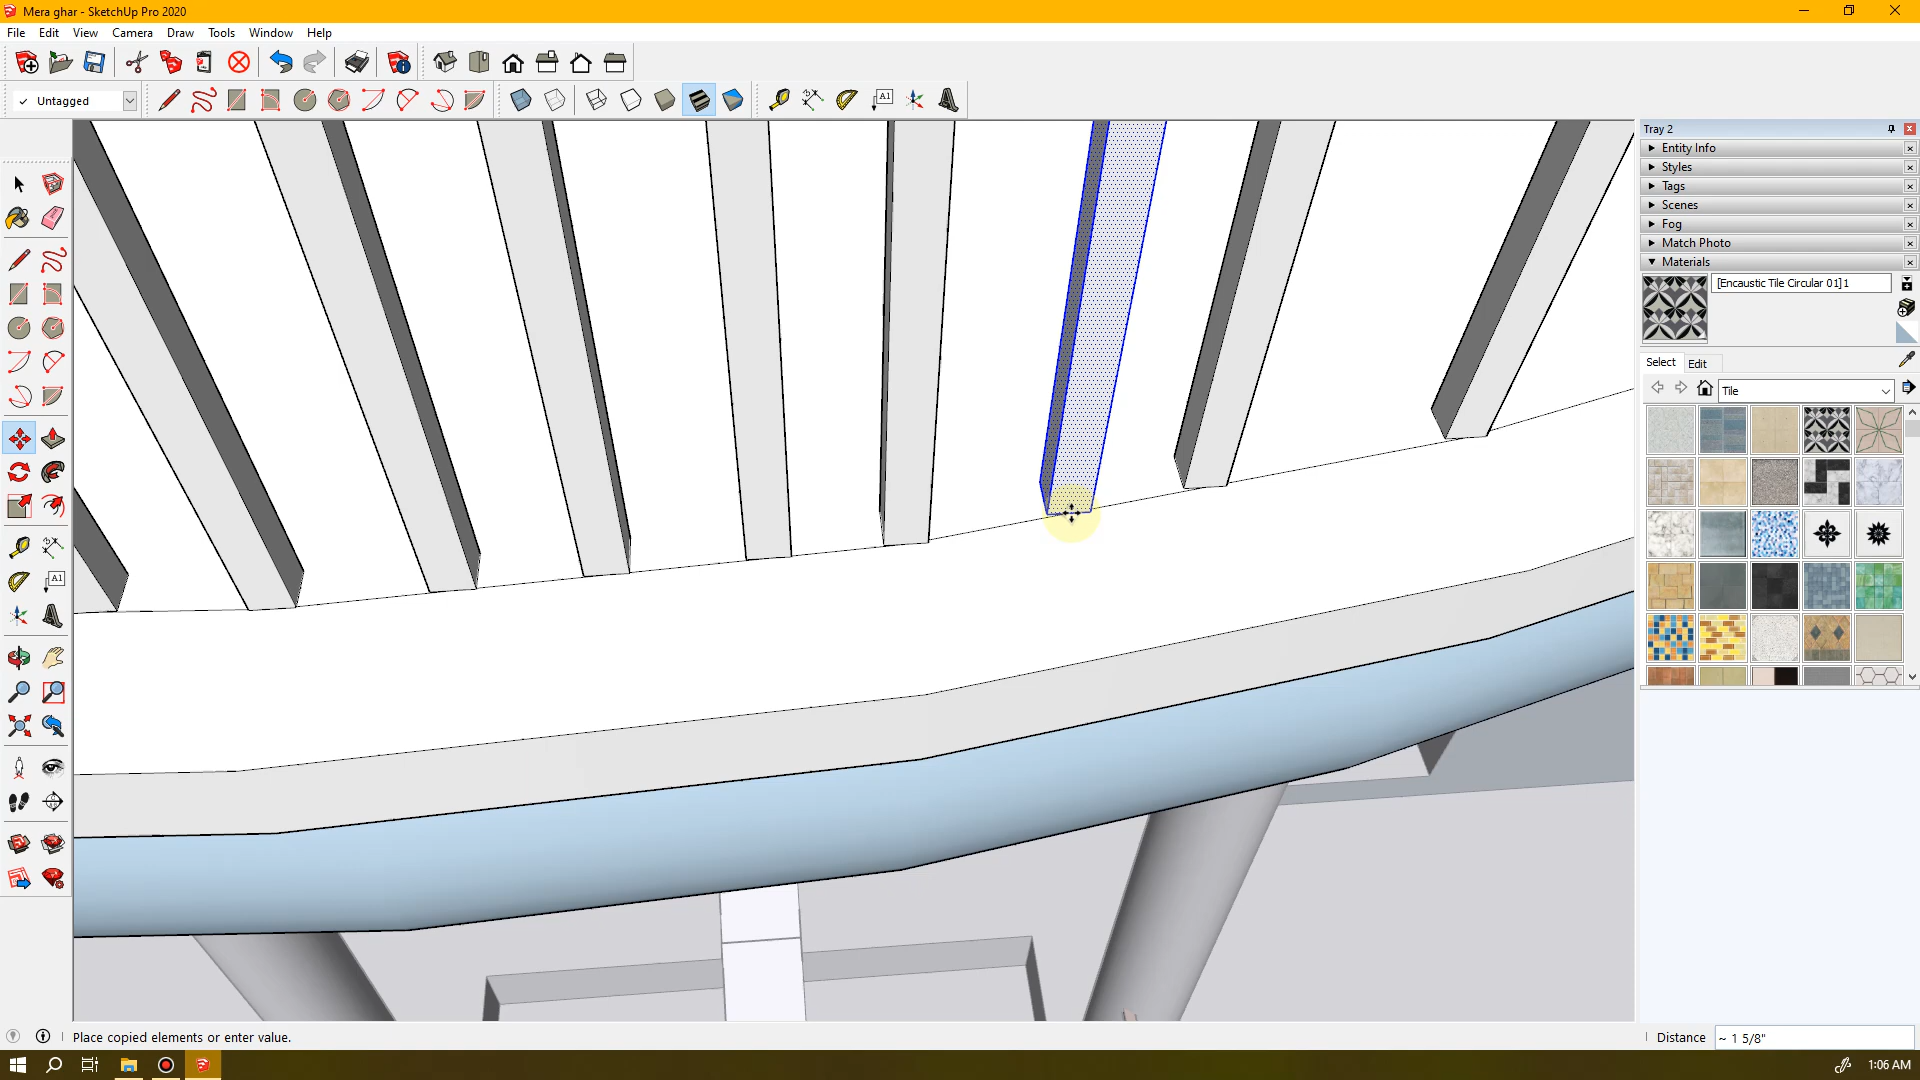 Mera ghar - SketchUp Pro 2020
File Edit View Camera Draw Tools Window Help
✓ Untagged
A1
Tray 2
Entity Info
Styles
Tags
Scenes
Fog
Match Photo
Materials
[Encaustic Tile Circular 01]1
Select Edit
Tile
A1
Place copied elements or enter value.
Distance ~ 1 5/8"
1:06 AM